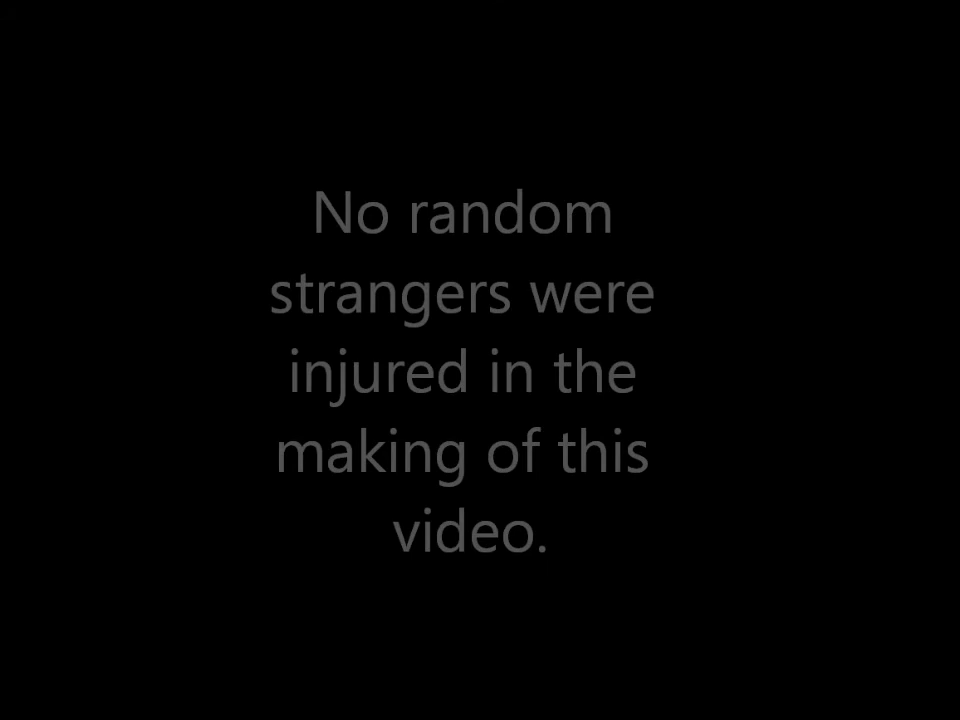 No random
strangers were
injured in the
making of this
video.